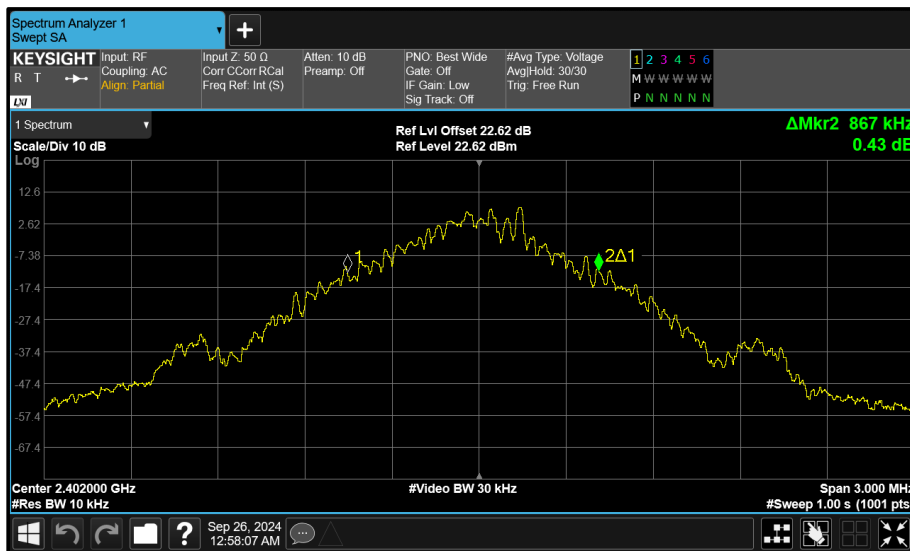 Spectrum Analyzer 1
Swept SA
+
KEYSIGHT
R T
LXI
Input: RF
Coupling: AC
Align: Partial
Input Z: 50 Ω
Corr CCorr RCal
Freq Ref: Int (S)
Atten: 10 dB
Preamp: Off
PNO: Best Wide
Gate: Off
IF Gain: Low
Sig Track: Off
#Avg Type: Voltage
Avg|Hold: 30/30
Trig: Free Run
1 2 3 4 5 6
M W W W W W
P N N N N N
1 Spectrum
Scale/Div 10 dB
Log
Ref Lvl Offset 22.62 dB
Ref Level 22.62 dBm
ΔMkr2 867 kHz
0.43 dB
12.6
2.62
-7.38
-17.4
-27.4
-37.4
-47.4
-57.4
-67.4
1
2Δ1
Center 2.402000 GHz
#Video BW 30 kHz
Span 3.000 MHz
#Res BW 10 kHz
#Sweep 1.00 s (1001 pts
?
Sep 26, 2024
12:58:07 AM